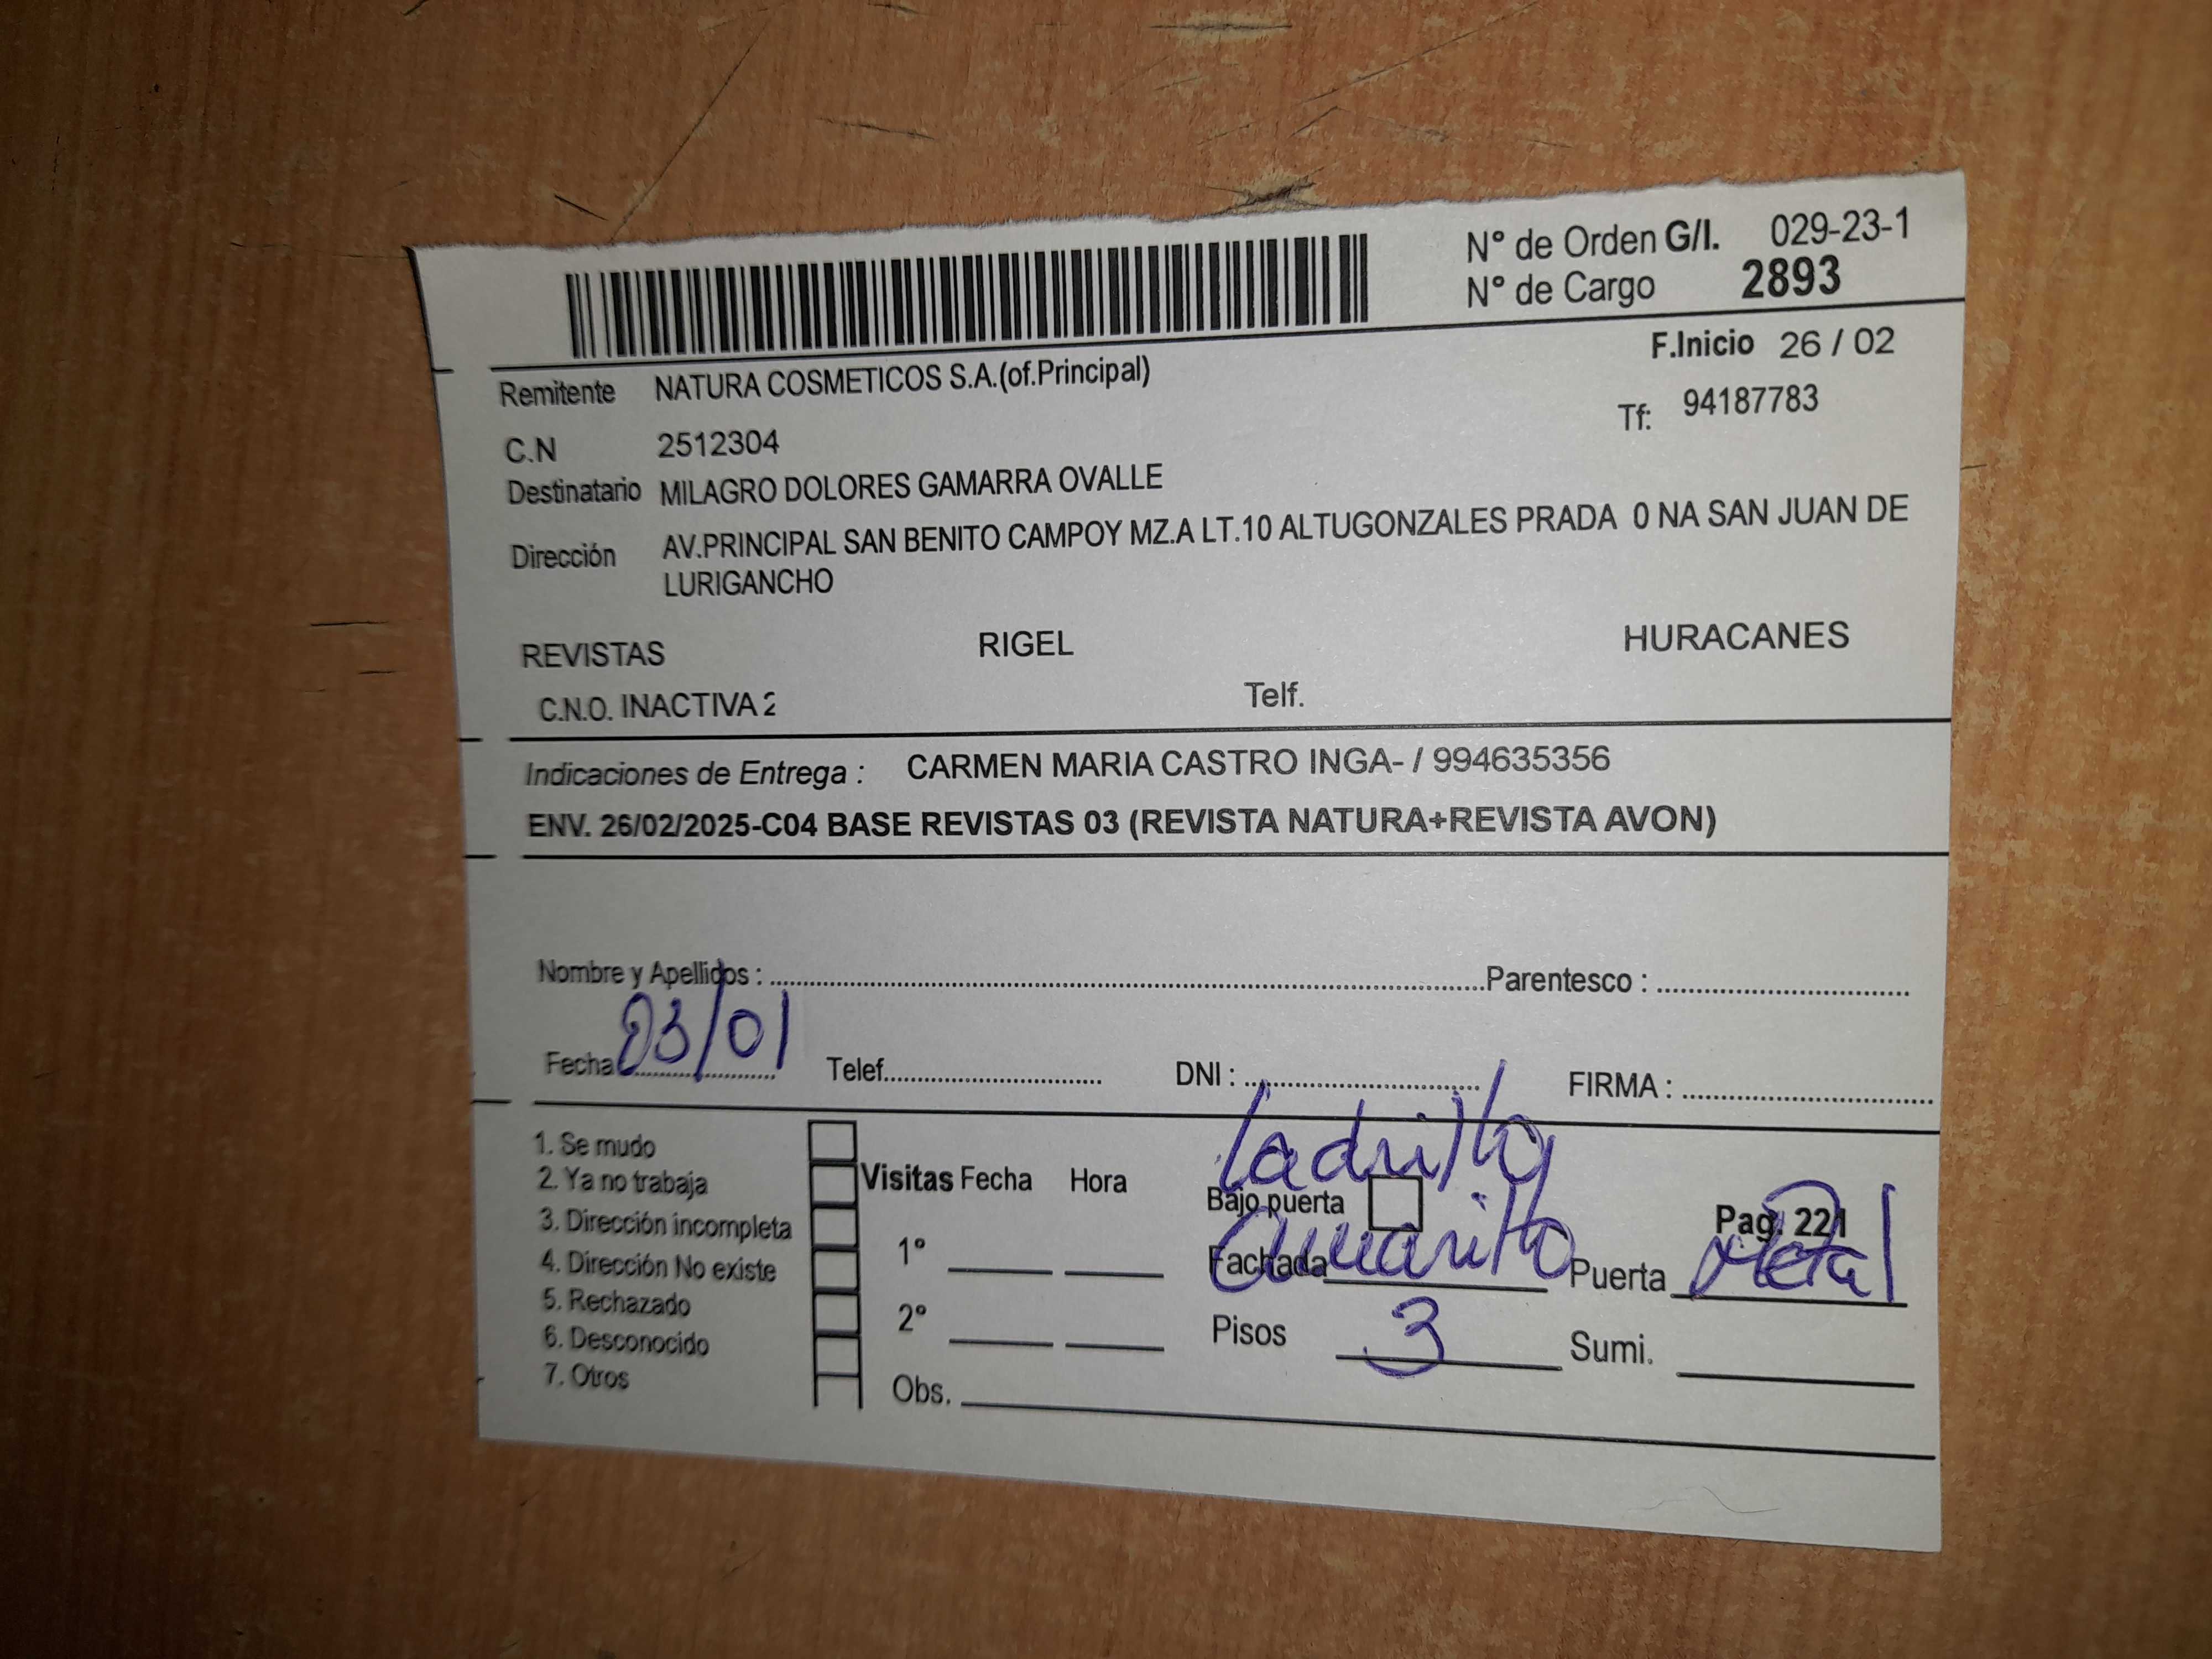 N° de Orden G/I. 029-23-1
N° de Cargo 2893
F.Inicio 26 / 02
Remitente NATURA COSMETICOS S.A.(of.Principal)
Tf: 94187783
C.N 2512304
Destinatario MILAGRO DOLORES GAMARRA OVALLE
Dirección AV.PRINCIPAL SAN BENITO CAMPOY MZ.A LT.10 ALTUGONZALES PRADA 0 NA SAN JUAN DE
LURIGANCHO
REVISTAS RIGEL HURACANES
C.N.O. INACTIVA 2 Telf.
Indicaciones de Entrega : CARMEN MARIA CASTRO INGA- / 994635356
ENV. 26/02/2025-C04 BASE REVISTAS 03 (REVISTA NATURA+REVISTA AVON)
Nombre y Apellidos : Parentesco :
Fecha 03/01 Telef. DNI : FIRMA :
ladrillo
1. Se mudo
2. Ya no trabaja
3. Dirección incompleta
4. Dirección No existe
5. Rechazado
6. Desconocido
7. Otros
Visitas Fecha Hora
1°
2°
Obs.
Bajo puerta
Pag. 221
Fachada amarillo Puerta Metal
Pisos 3 Sumi.